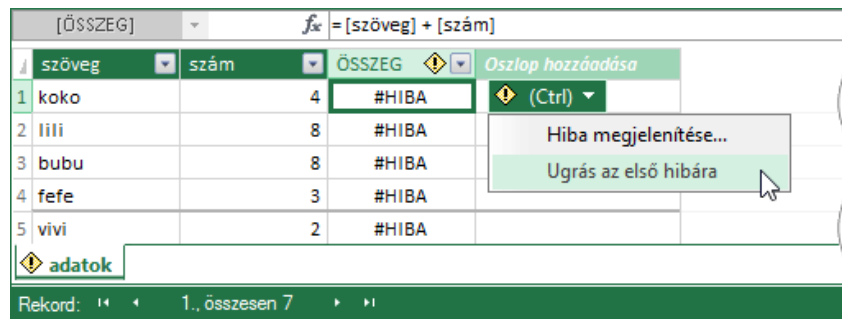 [ÖSSZEG] fx = [szöveg] + [szám]
szöveg szám ÖSSZEG Oszlop hozzáadása
1 koko 4 #HIBA (Ctrl)
2 lili 8 #HIBA Hiba megjelenítése...
3 bubu 8 #HIBA Ugrás az első hibára
4 fefe 3 #HIBA
5 vivi 2 #HIBA
adatok
Rekord: 1., összesen 7